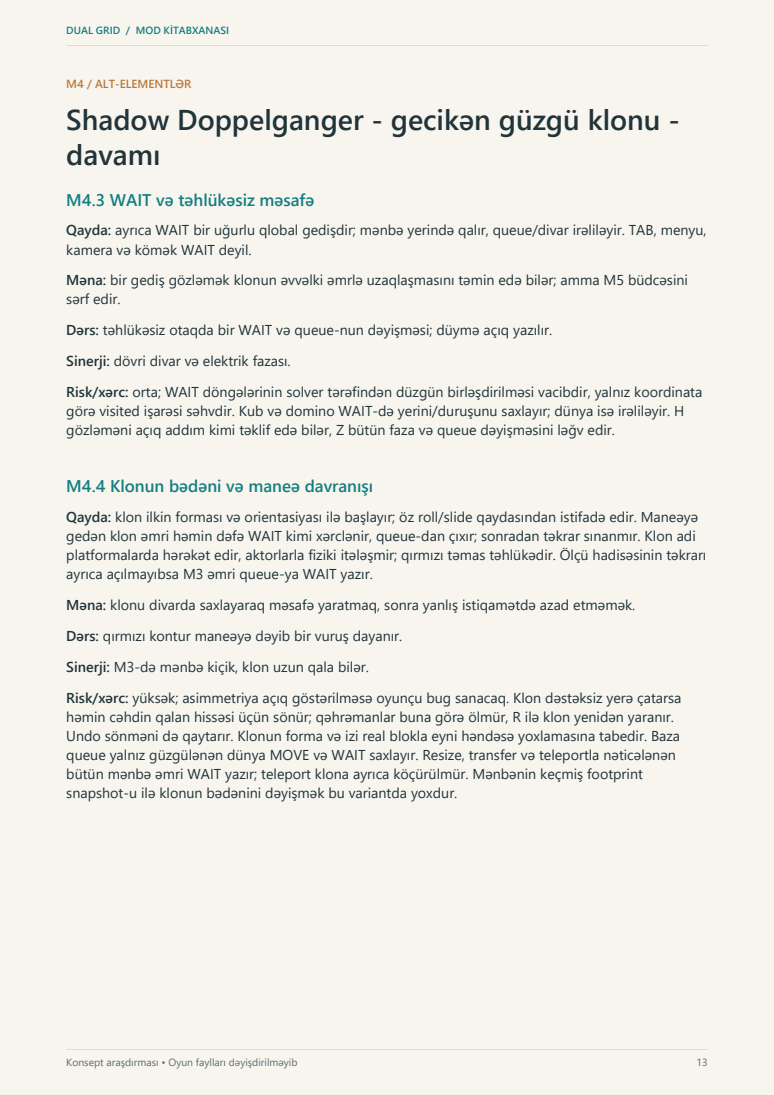 DUAL GRID / MOD KİTABXANASI
M4 / ALT-ELEMENTLƏR
Shadow Doppelganger - gecikən güzgü klonu -
davamı
M4.3 WAIT və təhlükəsiz məsafə
Qayda: ayrıca WAIT bir uğurlu qlobal gedişdir; mənbə yerində qalır, queue/divar irəliləyir. TAB, menyu,
kamera və kömək WAIT deyil.
Məna: bir gediş gözləmək klonun əvvəlki əmrlə uzaqlaşmasını təmin edə bilər; amma M5 büdcəsini
sərf edir.
Dərs: təhlükəsiz otaqda bir WAIT və queue-nun dəyişməsi; düymə açıq yazılır.
Sinerji: dövri divar və elektrik fazası.
Risk/xərc: orta; WAIT döngələrinin solver tərəfindən düzgün birləşdirilməsi vacibdir, yalnız koordinata
görə visited işarəsi səhvdir. Kub və domino WAIT-də yerini/duruşunu saxlayır; dünya isə irəliləyir. H
gözləməni açıq addım kimi təklif edə bilər, Z bütün faza və queue dəyişməsini ləğv edir.
M4.4 Klonun bədəni və maneə davranışı
Qayda: klon ilkin forması və orientasiyası ilə başlayır; öz roll/slide qaydasından istifadə edir. Maneəyə
gedən klon əmri həmin dəfə WAIT kimi xərclənir, queue-dan çıxır; sonradan təkrar sınanmır. Klon adi
platformalarda hərəkət edir, aktorlarla fiziki itələşmir; qırmızı təmas təhlükədir. Ölçü hadisəsinin təkrarı
ayrıca açılmayıbsa M3 əmri queue-ya WAIT yazır.
Məna: klonu divarda saxlayaraq məsafə yaratmaq, sonra yanlış istiqamətdə azad etməmək.
Dərs: qırmızı kontur maneəyə dəyib bir vuruş dayanır.
Sinerji: M3-də mənbə kiçik, klon uzun qala bilər.
Risk/xərc: yüksək; asimmetriya açıq göstərilməsə oyunçu bug sanacaq. Klon dəstəksiz yerə çatarsa
həmin cəhdin qalan hissəsi üçün sönür; qəhrəmanlar buna görə ölmür, R ilə klon yenidən yaranır.
Undo sönməni də qaytarır. Klonun forma və izi real blokla eyni həndəsə yoxlamasına tabedir. Baza
queue yalnız güzgülənən dünya MOVE və WAIT saxlayır. Resize, transfer və teleportla nəticələnən
bütün mənbə əmri WAIT yazır; teleport klona ayrıca köçürülmür. Mənbənin keçmiş footprint
snapshot-u ilə klonun bədənini dəyişmək bu variantda yoxdur.
Konsept araşdırması • Oyun faylları dəyişdirilməyib
13